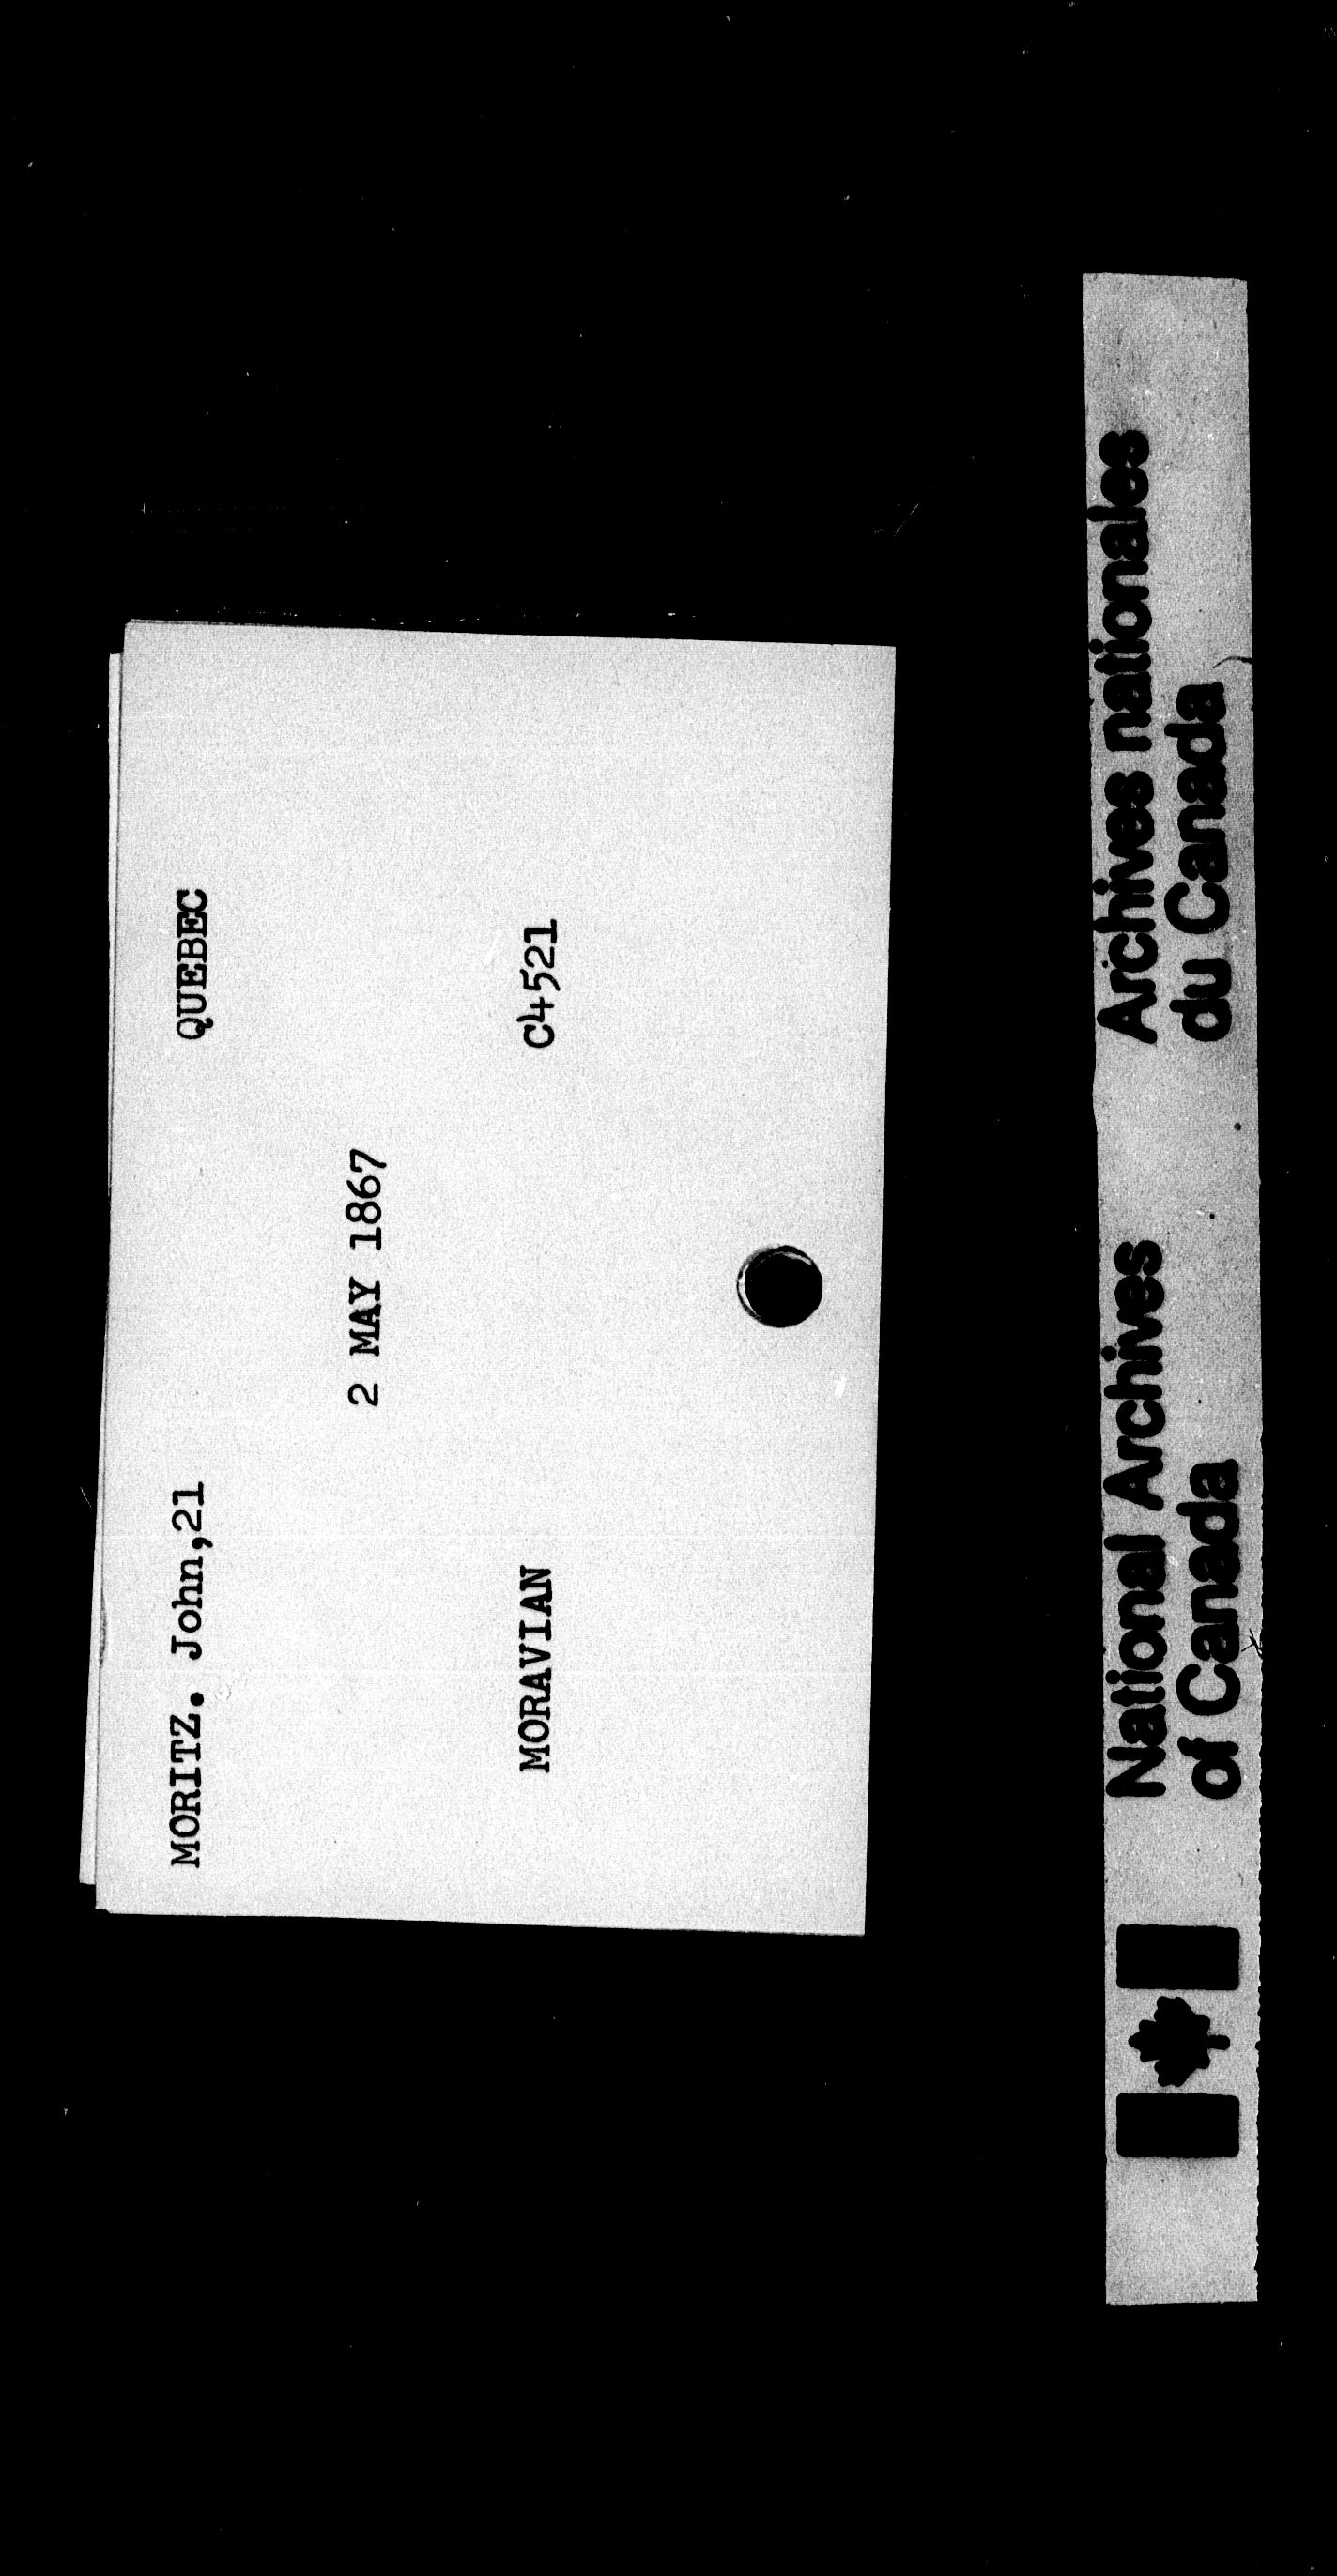 MORITZ. John,21 QUEBEC
2 MAY 1867
MORAVIAN C4521
National Archives
of Canada
Archives nationales
du Canada